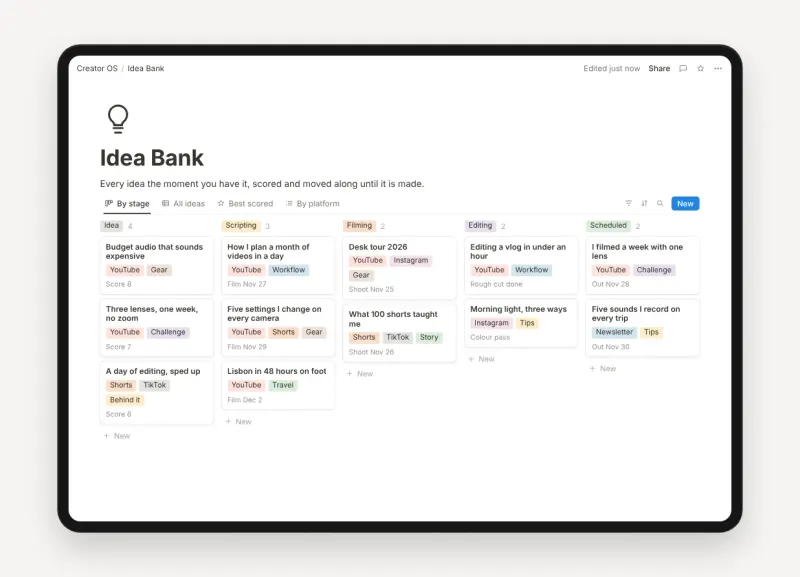 Creator OS / Idea Bank
Edited just now Share
Idea Bank
Every idea the moment you have it, scored and moved along until it is made.
By stage All ideas Best scored By platform
New
Idea 4
Budget audio that sounds
expensive
YouTube Gear
Score 8
Three lenses, one week,
no zoom
YouTube Challenge
Score 7
A day of editing, sped up
Shorts TikTok
Behind it
Score 6
+ New
Scripting 3
How I plan a month of
videos in a day
YouTube Workflow
Film Nov 27
Five settings I change on
every camera
YouTube Shorts Gear
Film Nov 29
Lisbon in 48 hours on foot
YouTube Travel
Film Dec 2
+ New
Filming 2
Desk tour 2026
YouTube Instagram
Gear
Shoot Nov 25
What 100 shorts taught
me
Shorts TikTok Story
Shoot Nov 26
+ New
Editing 2
Editing a vlog in under an
hour
YouTube Workflow
Rough cut done
Morning light, three ways
Instagram Tips
Colour pass
+ New
Scheduled 2
I filmed a week with one
lens
YouTube Challenge
Out Nov 28
Five sounds I record on
every trip
Newsletter Tips
Out Nov 30
+ New